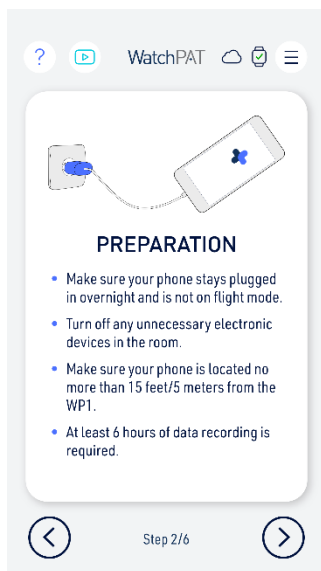 ?
WatchPAT
PREPARATION
• Make sure your phone stays plugged
in overnight and is not on flight mode.
• Turn off any unnecessary electronic
devices in the room.
• Make sure your phone is located no
more than 15 feet/5 meters from the
WP1.
• At least 6 hours of data recording is
required.
Step 2/6